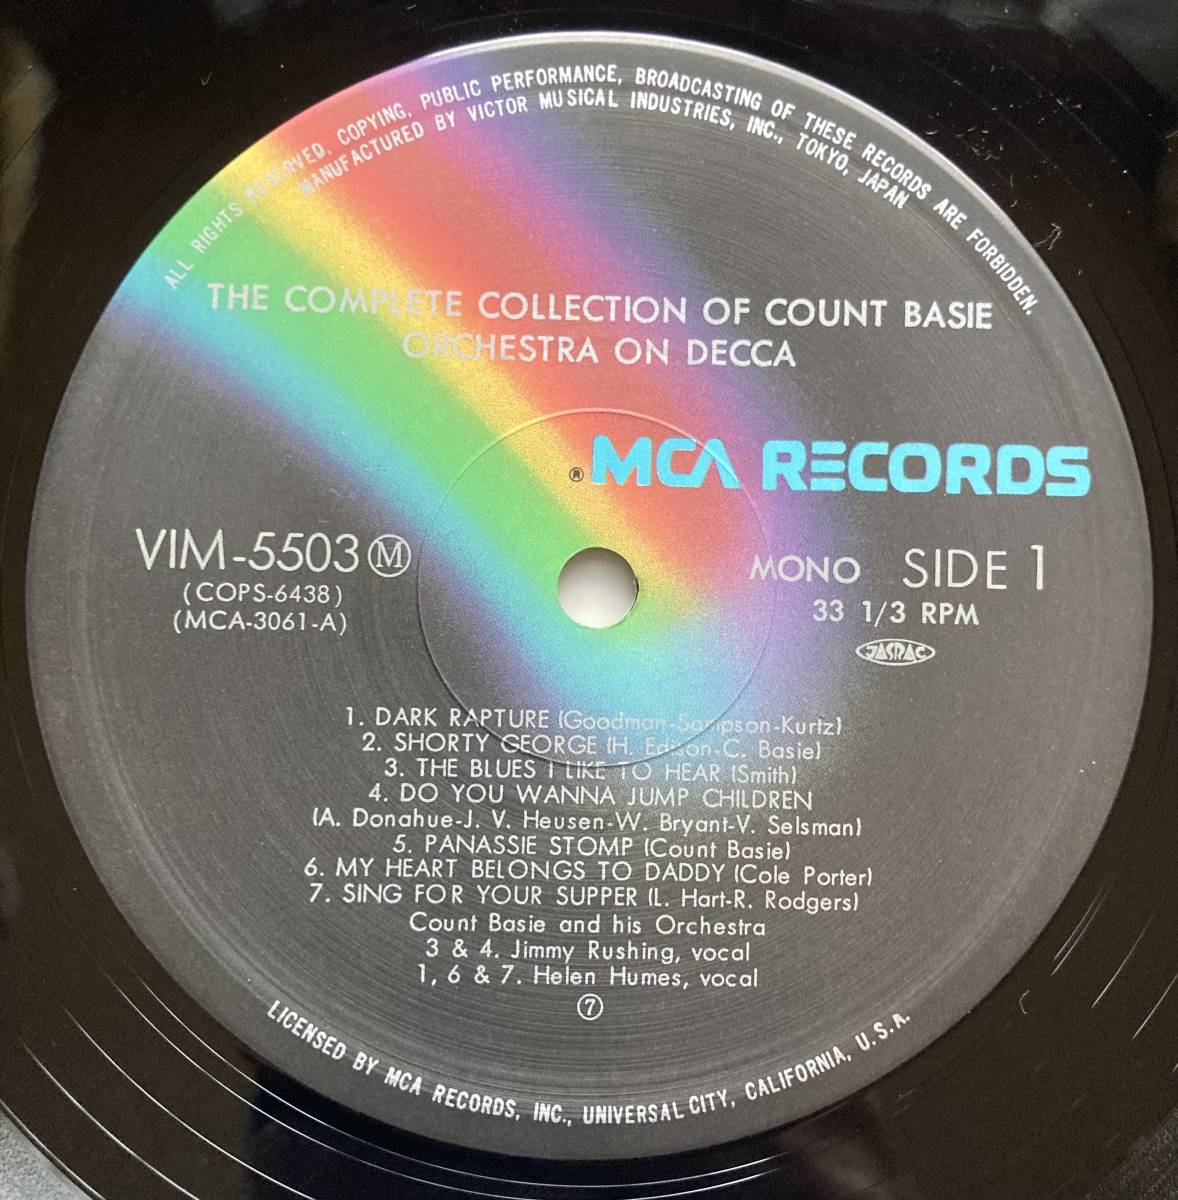 ALL RIGHTS RESERVED. COPYING, PUBLIC PERFORMANCE, BROADCASTING OF THESE RECORDS ARE FORBIDDEN.
MANUFACTURED BY VICTOR MUSICAL INDUSTRIES, INC., TOKYO, JAPAN
THE COMPLETE COLLECTION OF COUNT BASIE
ORCHESTRA ON DECCA
® MCA RECORDS
VIM-5503 Ⓜ
(COPS-6438)
(MCA-3061-A)
MONO SIDE 1
33 1/3 RPM
JASRAC
1. DARK RAPTURE (Goodman-Sampson-Kurtz)
2. SHORTY GEORGE (H. Edison-C. Basie)
3. THE BLUES I LIKE TO HEAR (Smith)
4. DO YOU WANNA JUMP CHILDREN
(A. Donahue-J. V. Heusen-W. Bryant-V. Selsman)
5. PANASSIE STOMP (Count Basie)
6. MY HEART BELONGS TO DADDY (Cole Porter)
7. SING FOR YOUR SUPPER (L. Hart-R. Rodgers)
Count Basie and his Orchestra
3 & 4. Jimmy Rushing, vocal
1, 6 & 7. Helen Humes, vocal
⑦
LICENSED BY MCA RECORDS, INC., UNIVERSAL CITY, CALIFORNIA, U.S.A.